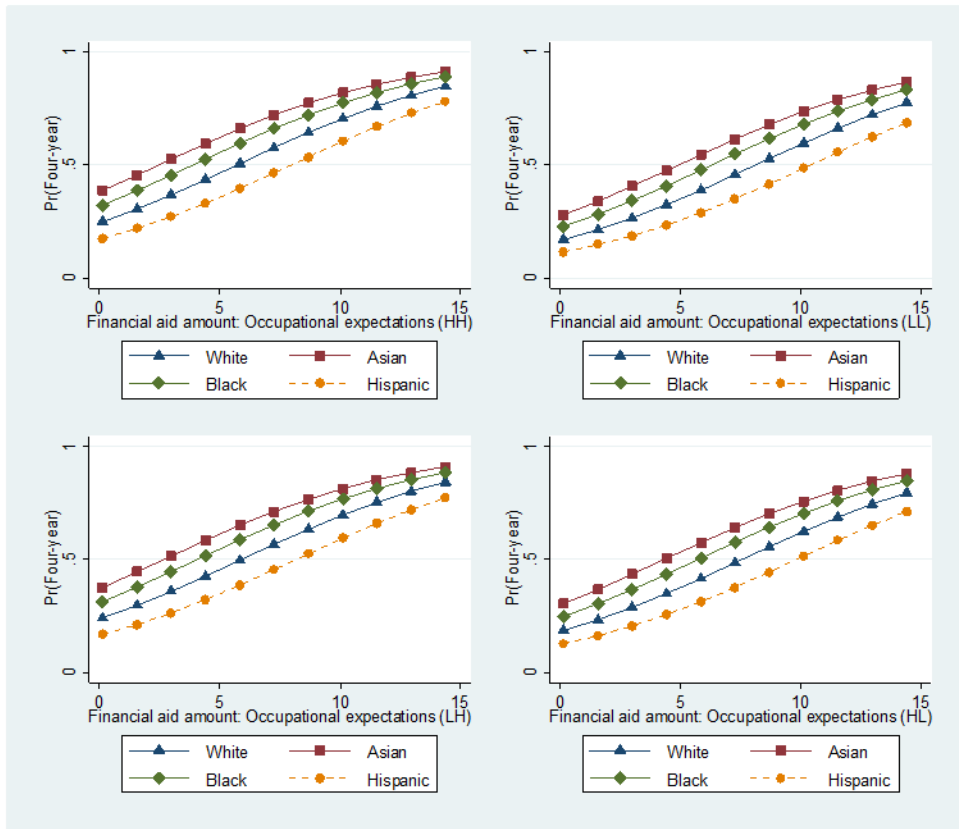 Pr(Four-year)
1
.5
0
0 5 10 15
Financial aid amount: Occupational expectations (HH)
White Asian
Black Hispanic
Pr(Four-year)
1
.5
0
0 5 10 15
Financial aid amount: Occupational expectations (LL)
White Asian
Black Hispanic
Pr(Four-year)
1
.5
0
0 5 10 15
Financial aid amount: Occupational expectations (LH)
White Asian
Black Hispanic
Pr(Four-year)
1
.5
0
0 5 10 15
Financial aid amount: Occupational expectations (HL)
White Asian
Black Hispanic